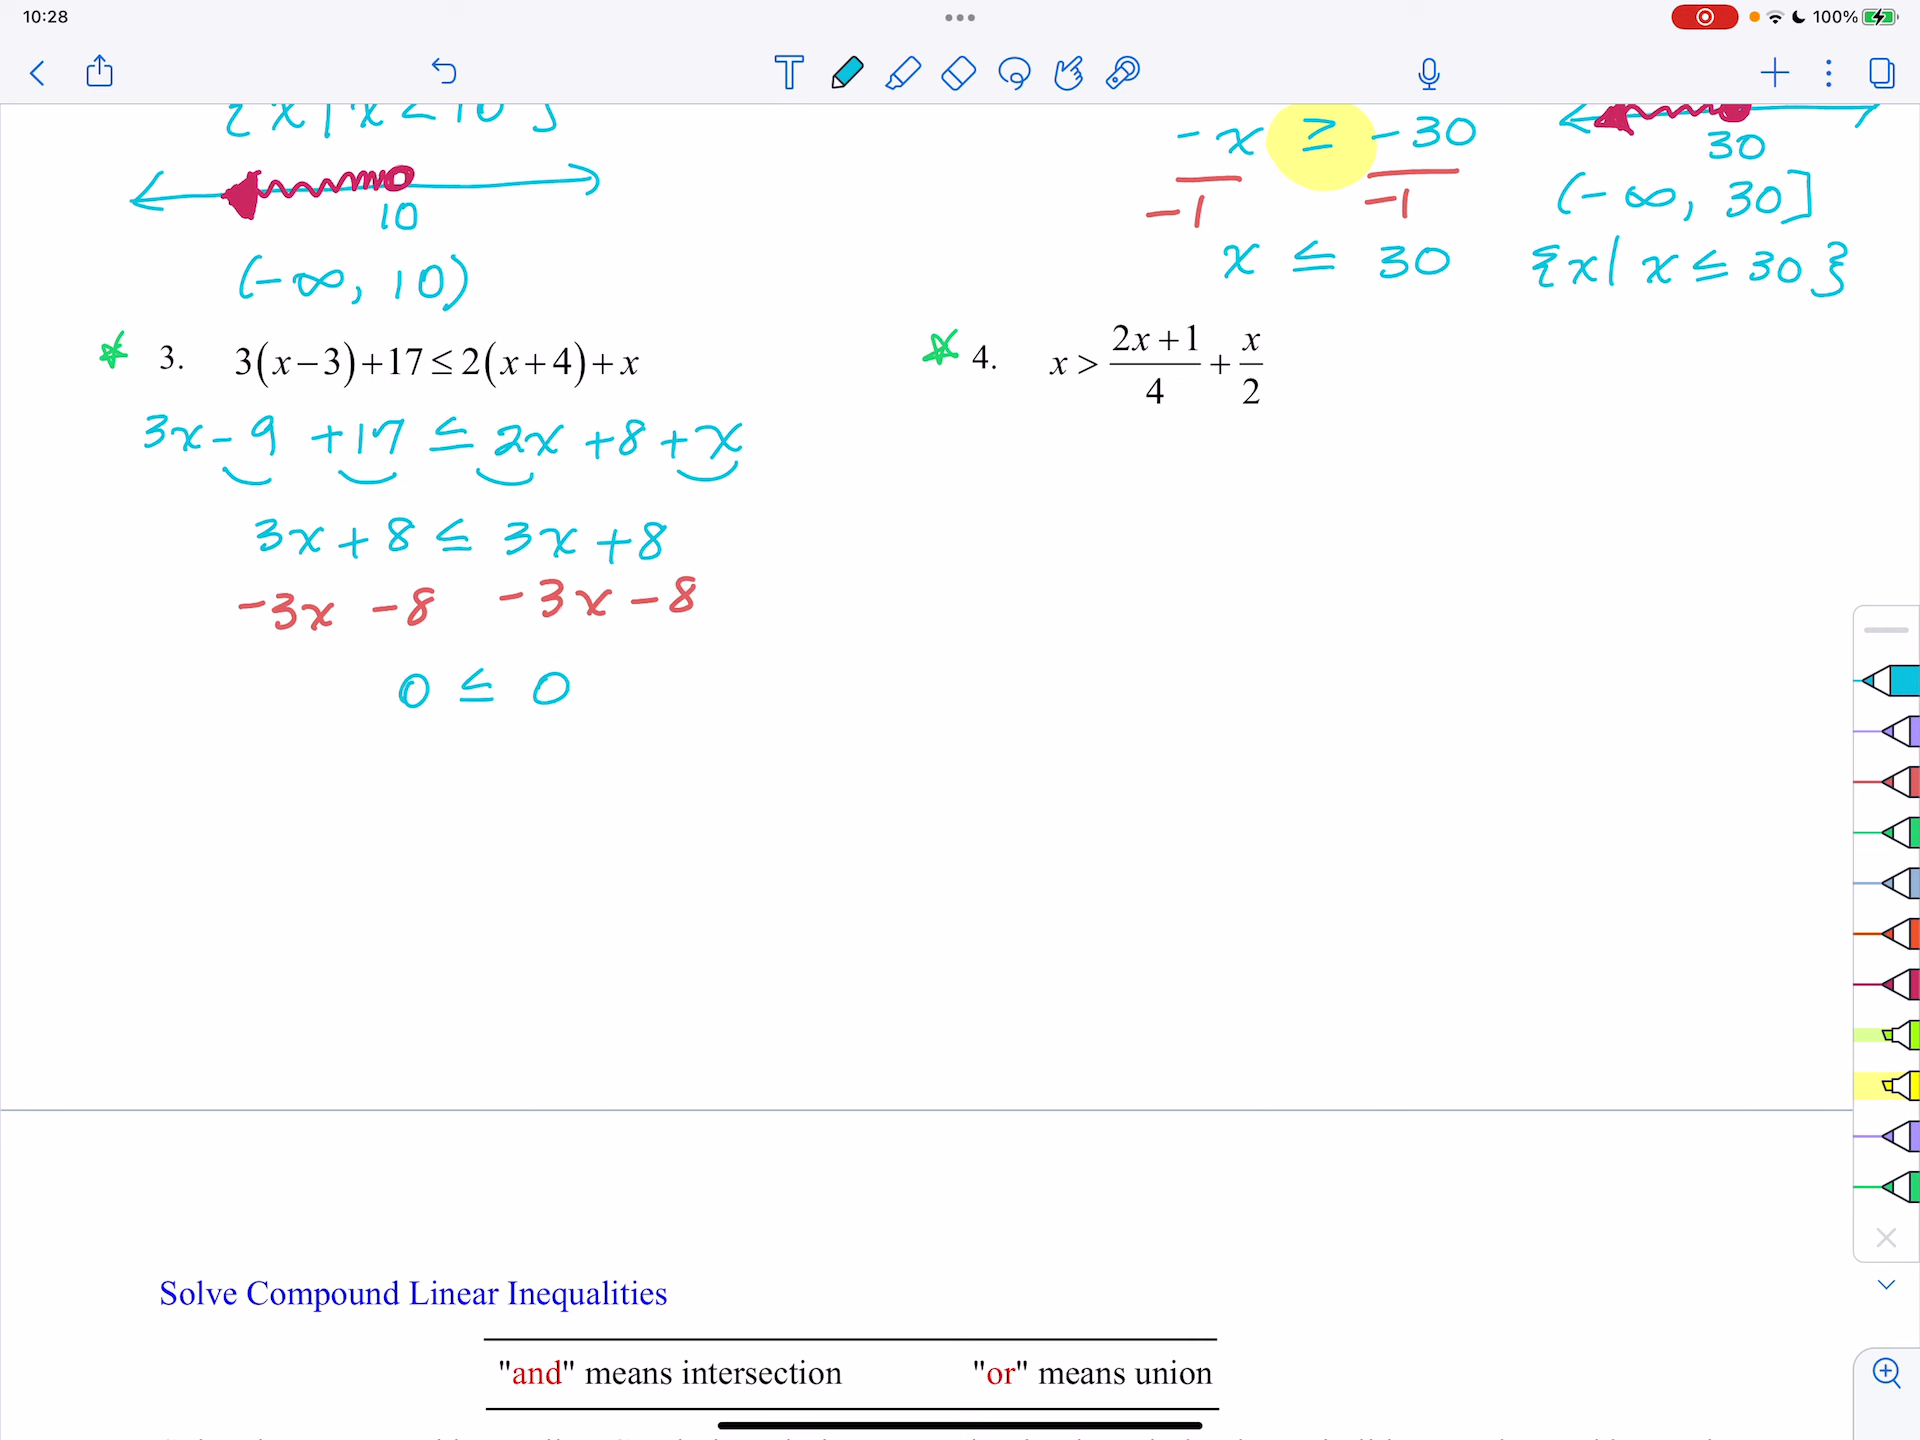 10:28
100%
{x | x < 10}
10
(-∞, 10)
-x ≥ -30
-1 -1
x ≤ 30
30
(-∞, 30]
{x | x ≤ 30}
3. 3(x−3)+17≤2(x+4)+x
3x - 9 + 17 ≤ 2x + 8 + x
3x + 8 ≤ 3x + 8
-3x - 8 -3x - 8
0 ≤ 0
4. x > (2x+1)/4 + x/2
Solve Compound Linear Inequalities
"and" means intersection "or" means union